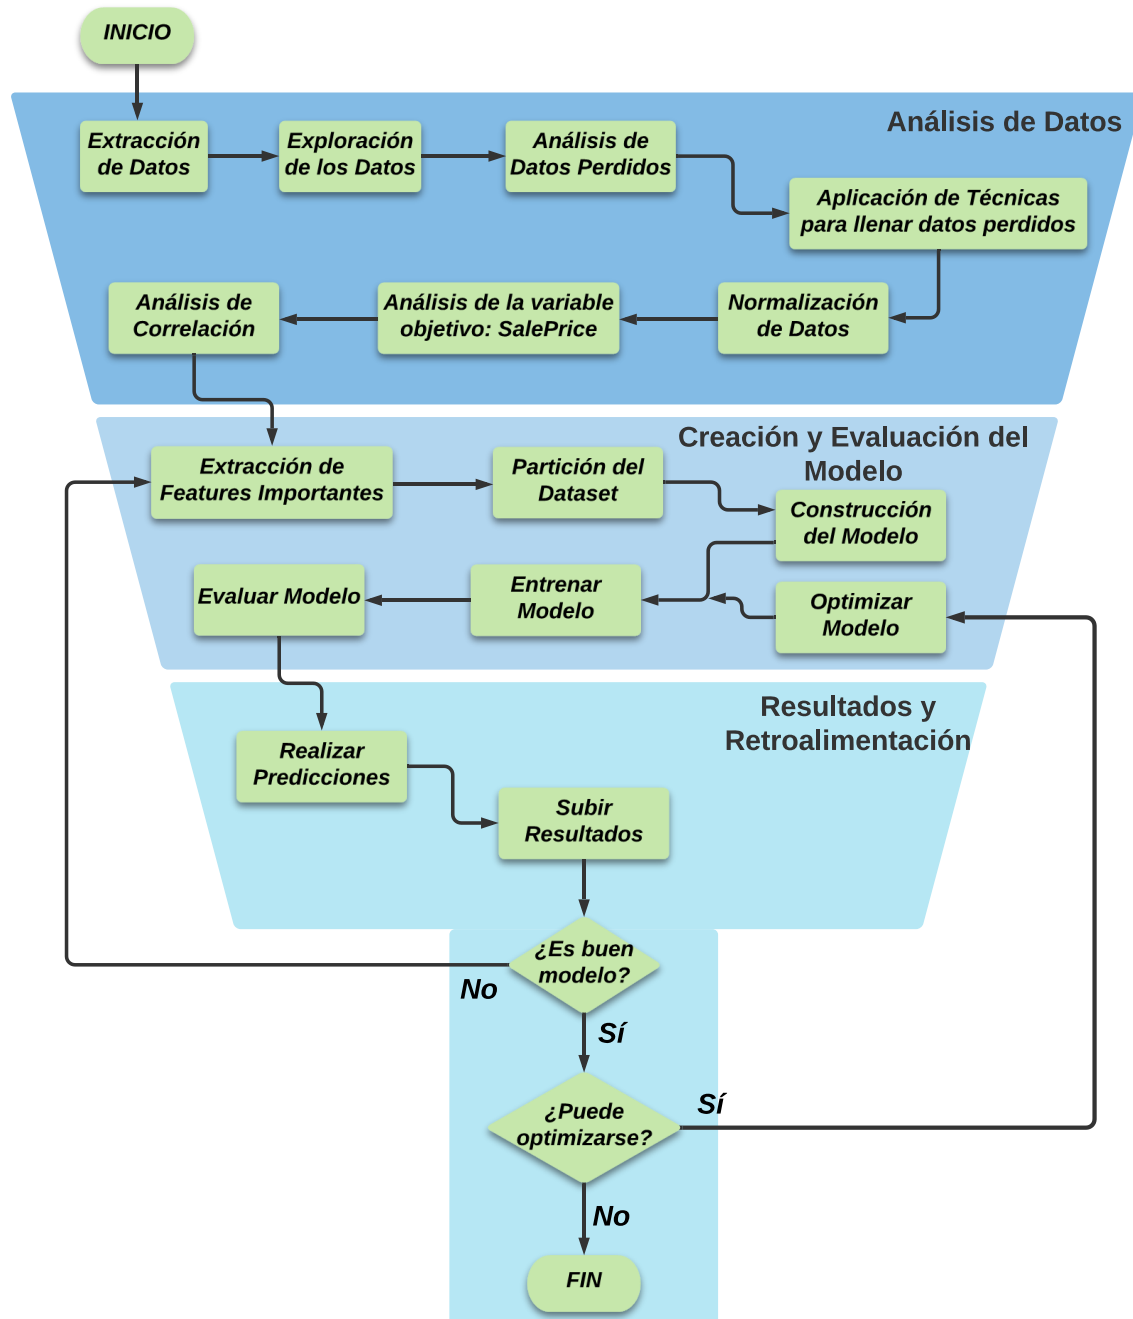 INICIO
Análisis de Datos
Extracción
de Datos
Exploración
de los Datos
Análisis de
Datos Perdidos
Aplicación de Técnicas
para llenar datos perdidos
Análisis de
Correlación
Análisis de la variable
objetivo: SalePrice
Normalización
de Datos
Creación y Evaluación del
Modelo
Extracción de
Features Importantes
Partición del
Dataset
Construcción
del Modelo
Evaluar Modelo
Entrenar
Modelo
Optimizar
Modelo
Resultados y
Retroalimentación
Realizar
Predicciones
Subir
Resultados
¿Es buen
modelo?
No
Sí
¿Puede
optimizarse?
Sí
No
FIN